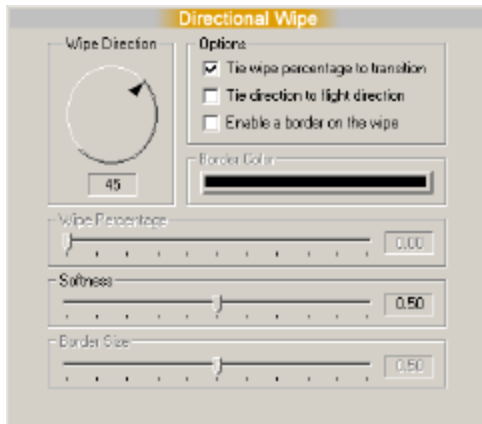 Directional Wipe
Wipe Direction
45
Options
Tie wipe percentage to transition
Tie direction to flight direction
Enable a border on the wipe
Border Color
Wipe Percentage
0.00
Softness
0.50
Border Size
0.50